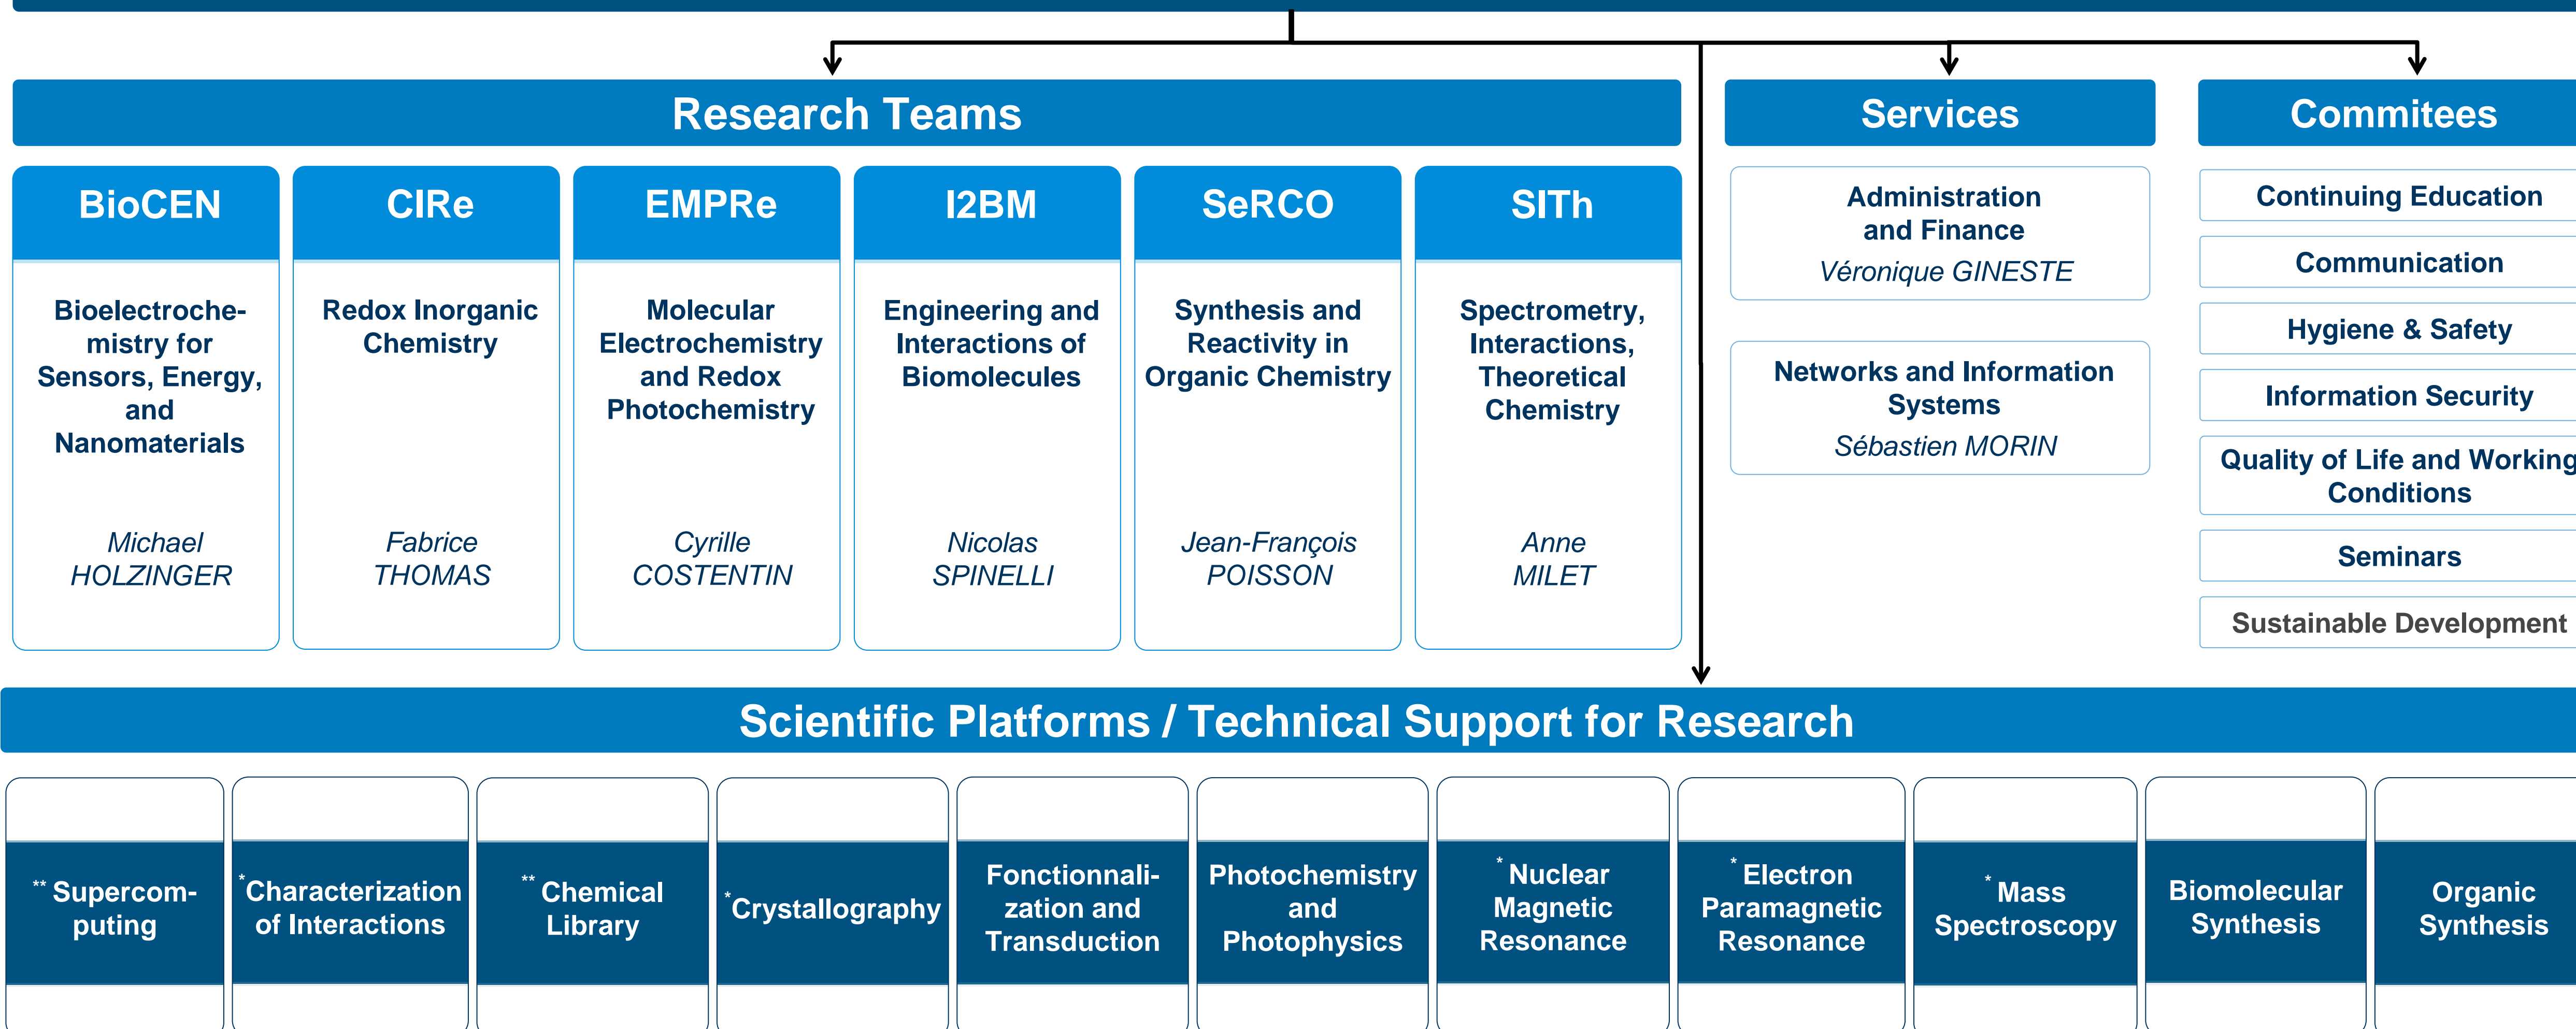 Research Teams
Services
Commitees
BioCEN
Bioelectroche-
mistry for
Sensors, Energy,
and
Nanomaterials
Michael
HOLZINGER
CIRe
Redox Inorganic
Chemistry
Fabrice
THOMAS
EMPRe
Molecular
Electrochemistry
and Redox
Photochemistry
Cyrille
COSTENTIN
I2BM
Engineering and
Interactions of
Biomolecules
Nicolas
SPINELLI
SeRCO
Synthesis and
Reactivity in
Organic Chemistry
Jean-François
POISSON
SITh
Spectrometry,
Interactions,
Theoretical
Chemistry
Anne
MILET
Administration
and Finance
Véronique GINESTE
Networks and Information
Systems
Sébastien MORIN
Continuing Education
Communication
Hygiene & Safety
Information Security
Quality of Life and Working
Conditions
Seminars
Sustainable Development
Scientific Platforms / Technical Support for Research
** Supercom-
puting
*Characterization
of Interactions
** Chemical
Library
*Crystallography
Fonctionnali-
zation and
Transduction
Photochemistry
and
Photophysics
* Nuclear
Magnetic
Resonance
* Electron
Paramagnetic
Resonance
* Mass
Spectroscopy
Biomolecular
Synthesis
Organic
Synthesis